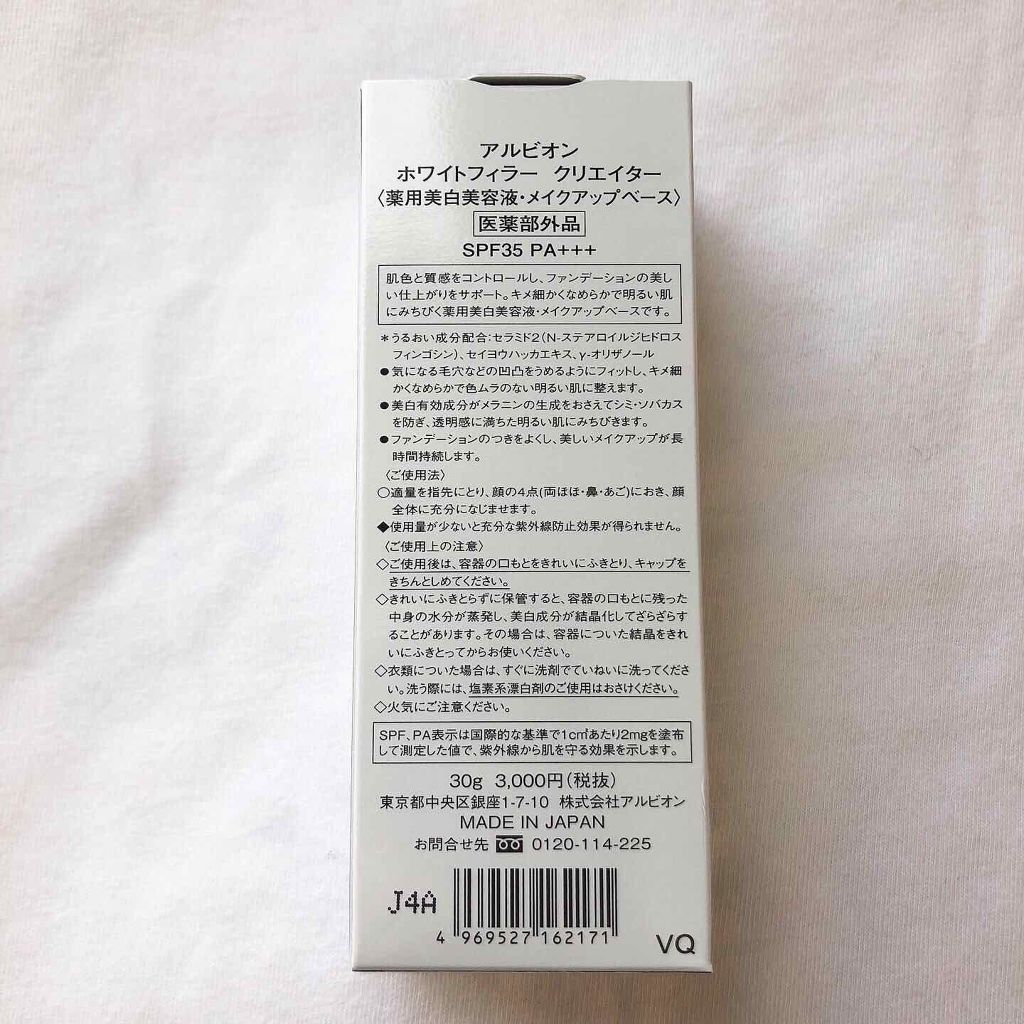 アルビオン
ホワイトフィラー クリエイター
〈薬用美白美容液・メイクアップベース〉
医薬部外品
SPF35 PA+++
肌色と質感をコントロールし、ファンデーションの美し
い仕上がりをサポート。キメ細かくなめらかで明るい肌
にみちびく薬用美白美容液・メイクアップベースです。
＊うるおい成分配合：セラミド2（N-ステアロイルジヒドロス
フィンゴシン）、セイヨウハッカエキス、γ-オリザノール
●気になる毛穴などの凹凸をうめるようにフィットし、キメ細
かくなめらかで色ムラのない明るい肌に整えます。
●美白有効成分がメラニンの生成をおさえてシミ・ソバカス
を防ぎ、透明感に満ちた明るい肌にみちびきます。
●ファンデーションのつきをよくし、美しいメイクアップが長
時間持続します。
〈ご使用法〉
○適量を指先にとり、顔の4点(両ほほ・鼻・あご)におき、顔
全体に充分になじませます。
◆使用量が少ないと充分な紫外線防止効果が得られません。
〈ご使用上の注意〉
◇ご使用後は、容器の口もとをきれいにふきとり、キャップを
きちんとしめてください。
◇きれいにふきとらずに保管すると、容器の口もとに残った
中身の水分が蒸発し、美白成分が結晶化してざらざらす
ることがあります。その場合は、容器についた結晶をきれ
いにふきとってからお使いください。
◇衣類についた場合は、すぐに洗剤でていねいに洗ってくださ
い。洗う際には、塩素系漂白剤のご使用はおさけください。
◇火気にご注意ください。
SPF、PA表示は国際的な基準で1c㎡あたり2mgを塗布
して測定した値で、紫外線から肌を守る効果を示します。
30g 3,000円（税抜）
東京都中央区銀座1-7-10 株式会社アルビオン
MADE IN JAPAN
お問合せ先 0120-114-225
J4A
4 969527 162171
VQ